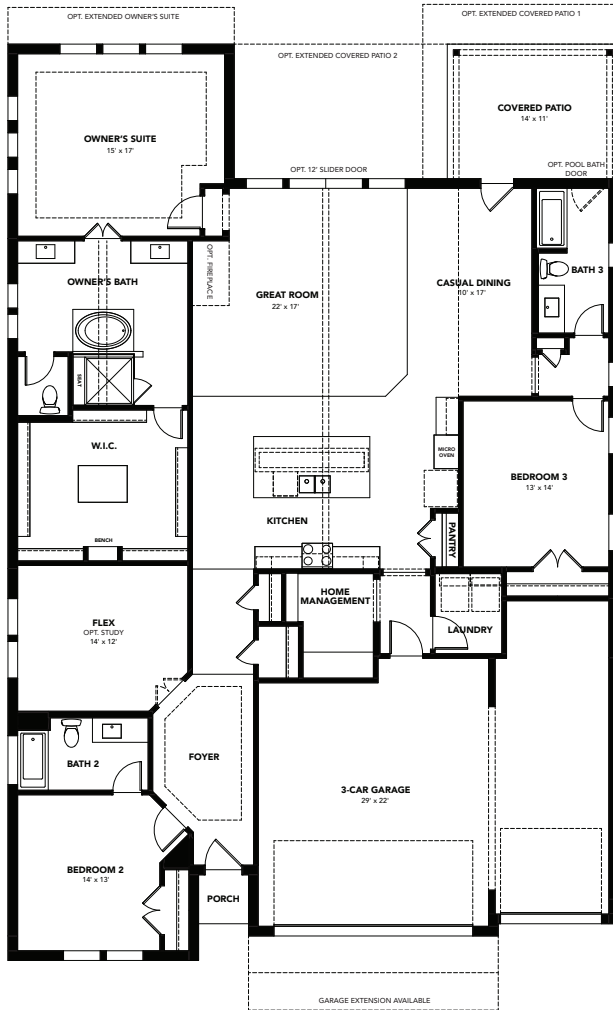 OPT. EXTENDED OWNER'S SUITE
OPT. EXTENDED COVERED PATIO 1
OPT. EXTENDED COVERED PATIO 2
COVERED PATIO
14' x 11'
OWNER'S SUITE
15' x 17'
OPT. 12' SLIDER DOOR
OPT. POOL BATH
DOOR
OPT. FIREPLACE
OWNER'S BATH
GREAT ROOM
22' x 17'
CASUAL DINING
10' x 17'
BATH 3
SEAT
W.I.C.
MICRO
OVEN
BEDROOM 3
13' x 14'
KITCHEN
PANTRY
BENCH
HOME
MANAGEMENT
FLEX
OPT. STUDY
14' x 12'
LAUNDRY
FOYER
BATH 2
3-CAR GARAGE
29' x 22'
BEDROOM 2
14' x 13'
PORCH
GARAGE EXTENSION AVAILABLE